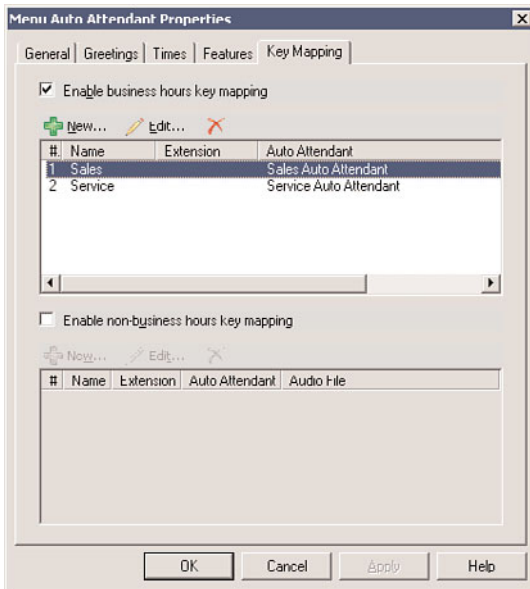 Menu Auto Attendant Properties
General Greetings Times Features Key Mapping
Enable business hours key mapping
New... Edit...
#. Name Extension Auto Attendant
1 Sales Sales Auto Attendant
2 Service Service Auto Attendant
Enable non-business hours key mapping
New... Edit...
# Name Extension Auto Attendant Audio File
OK Cancel Apply Help